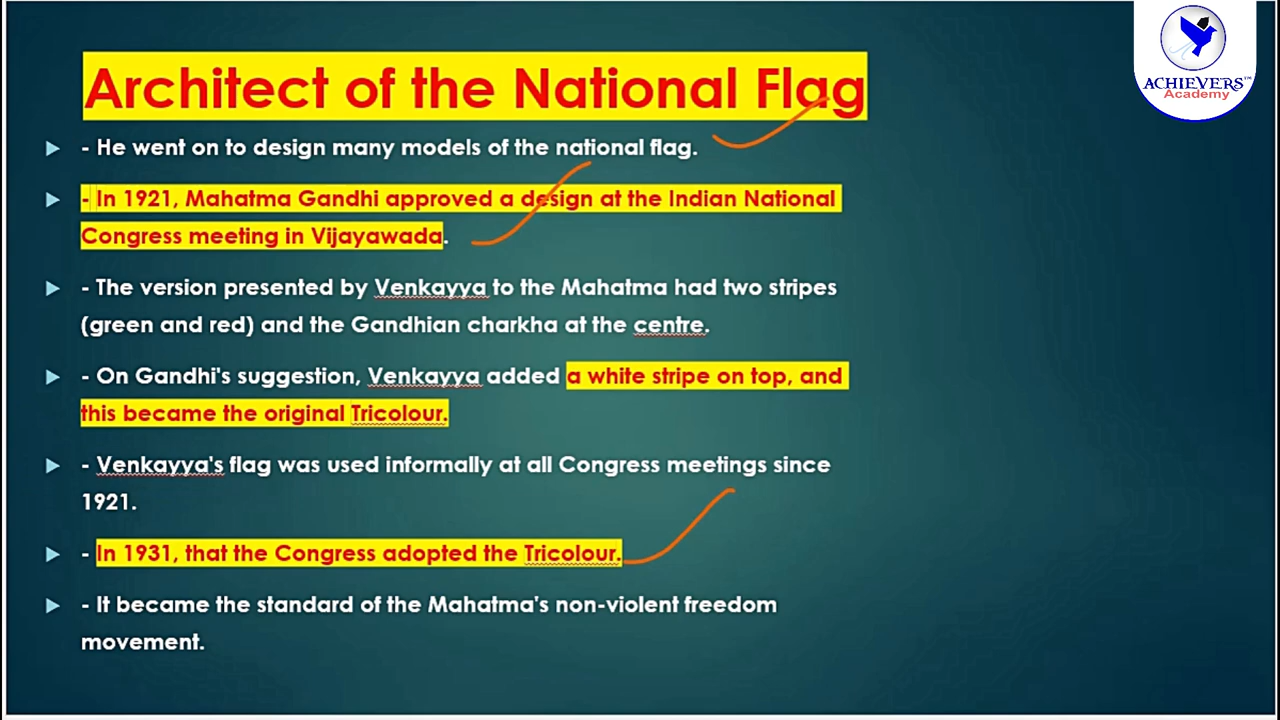 ACHIEVERS™
Academy
Architect of the National Flag
- He went on to design many models of the national flag.
- In 1921, Mahatma Gandhi approved a design at the Indian National
Congress meeting in Vijayawada.
- The version presented by Venkayya to the Mahatma had two stripes
(green and red) and the Gandhian charkha at the centre.
- On Gandhi's suggestion, Venkayya added a white stripe on top, and
this became the original Tricolour.
- Venkayya's flag was used informally at all Congress meetings since
1921.
- In 1931, that the Congress adopted the Tricolour.
- It became the standard of the Mahatma's non-violent freedom
movement.